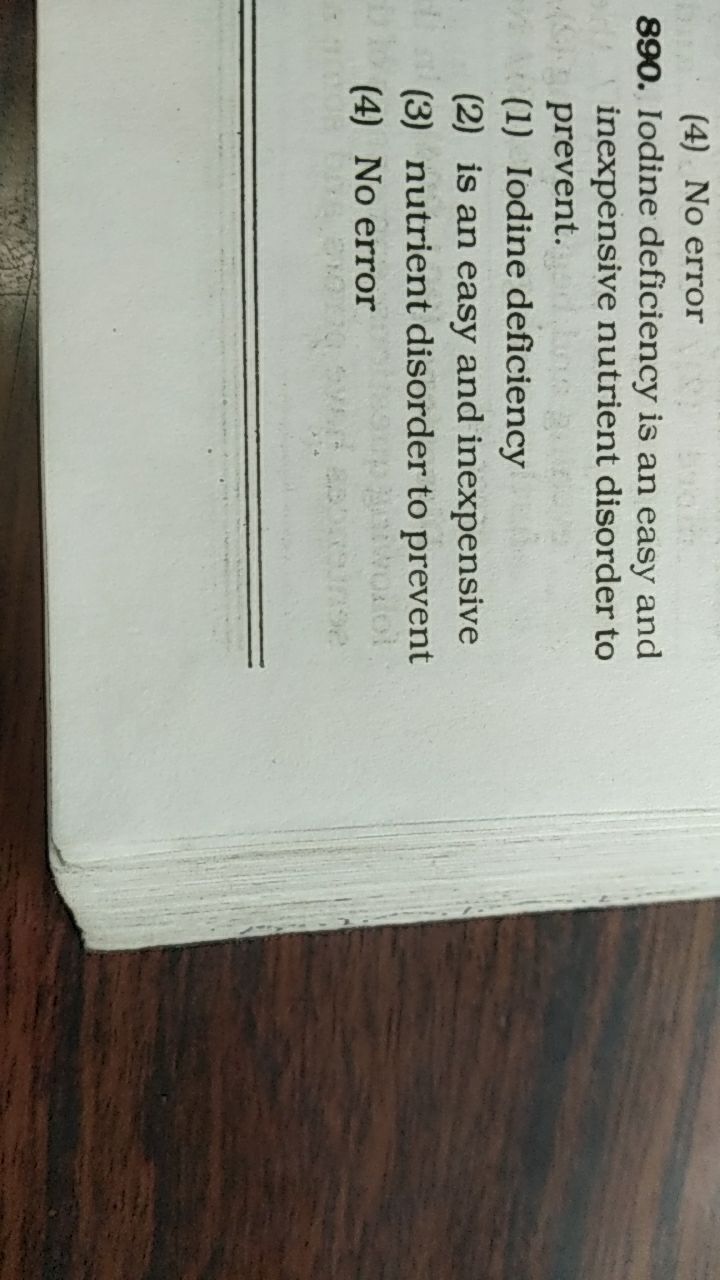 (4) No error
890. Iodine deficiency is an easy and
inexpensive nutrient disorder to
prevent.
(1) Iodine deficiency
(2) is an easy and inexpensive
(3) nutrient disorder to prevent
(4) No error